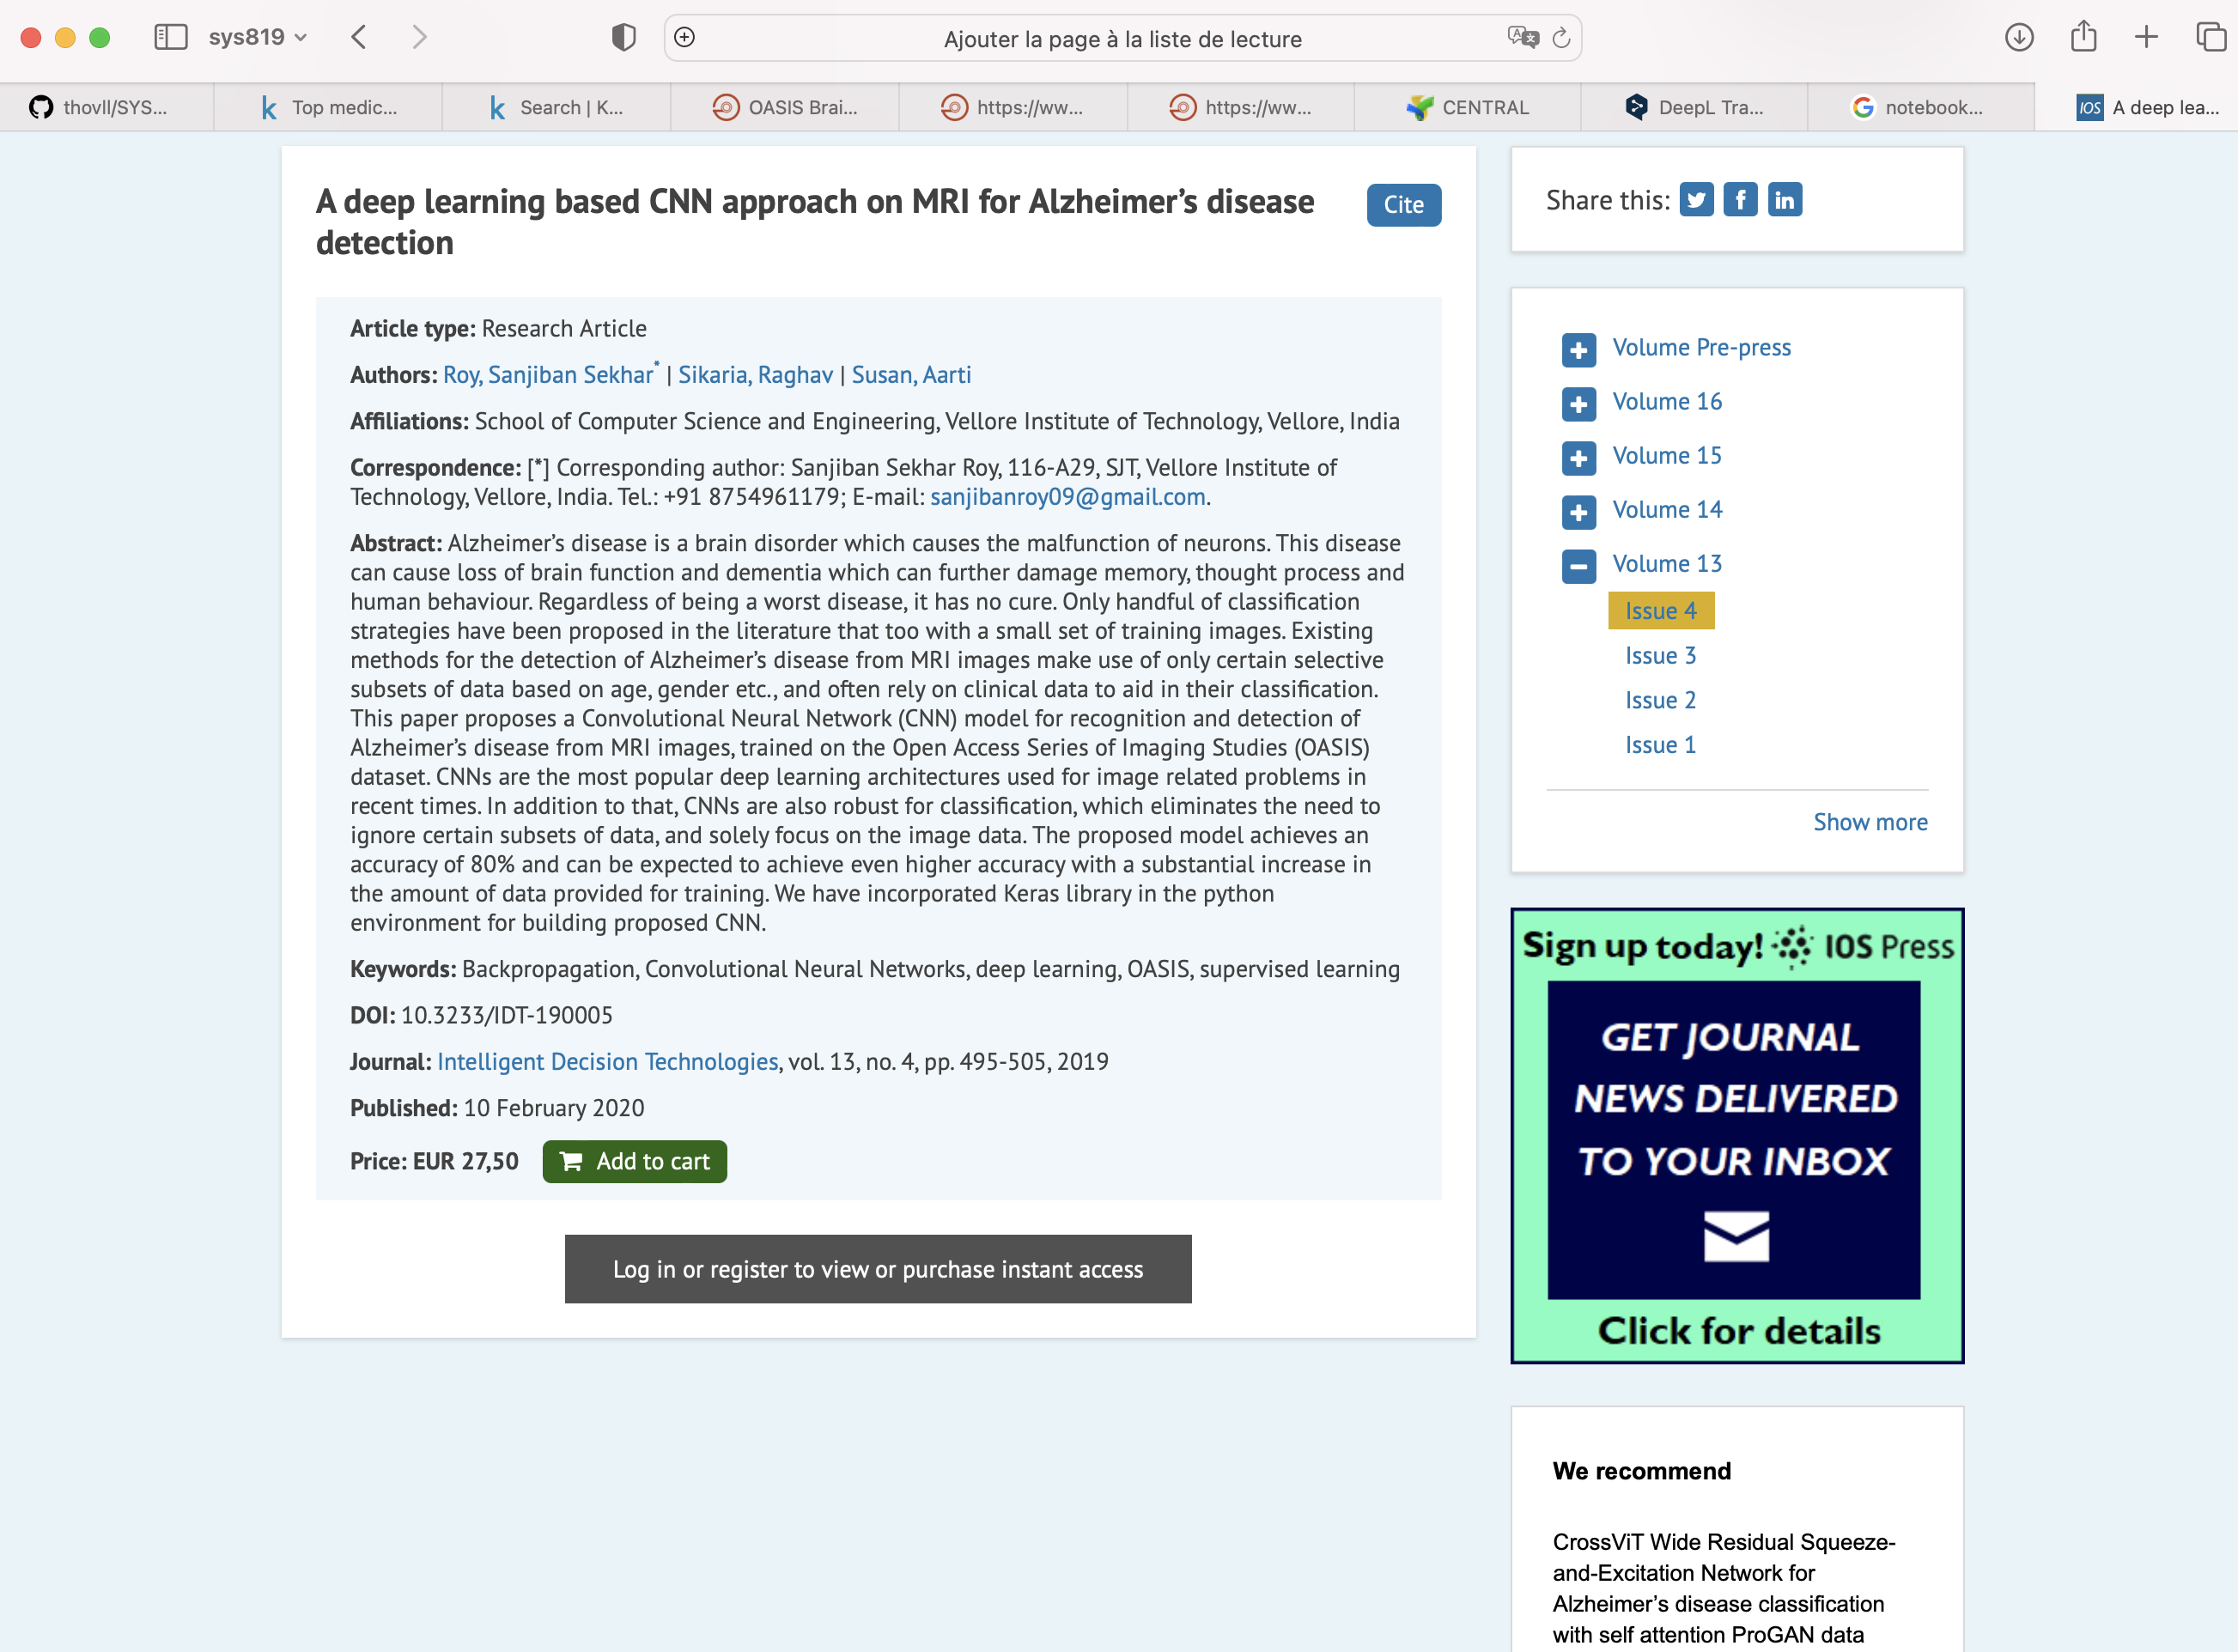 sys819
Ajouter la page à la liste de lecture
thovll/SYS...
Top medic...
Search | K...
OASIS Brai...
https://ww...
https://ww...
CENTRAL
DeepL Tra...
notebook...
IOS A deep lea...
A deep learning based CNN approach on MRI for Alzheimer’s disease
detection
Cite
Article type: Research Article
Authors: Roy, Sanjiban Sekhar* | Sikaria, Raghav | Susan, Aarti
Affiliations: School of Computer Science and Engineering, Vellore Institute of Technology, Vellore, India
Correspondence: [*] Corresponding author: Sanjiban Sekhar Roy, 116-A29, SJT, Vellore Institute of
Technology, Vellore, India. Tel.: +91 8754961179; E-mail: sanjibanroy09@gmail.com.
Abstract: Alzheimer’s disease is a brain disorder which causes the malfunction of neurons. This disease
can cause loss of brain function and dementia which can further damage memory, thought process and
human behaviour. Regardless of being a worst disease, it has no cure. Only handful of classification
strategies have been proposed in the literature that too with a small set of training images. Existing
methods for the detection of Alzheimer’s disease from MRI images make use of only certain selective
subsets of data based on age, gender etc., and often rely on clinical data to aid in their classification.
This paper proposes a Convolutional Neural Network (CNN) model for recognition and detection of
Alzheimer’s disease from MRI images, trained on the Open Access Series of Imaging Studies (OASIS)
dataset. CNNs are the most popular deep learning architectures used for image related problems in
recent times. In addition to that, CNNs are also robust for classification, which eliminates the need to
ignore certain subsets of data, and solely focus on the image data. The proposed model achieves an
accuracy of 80% and can be expected to achieve even higher accuracy with a substantial increase in
the amount of data provided for training. We have incorporated Keras library in the python
environment for building proposed CNN.
Keywords: Backpropagation, Convolutional Neural Networks, deep learning, OASIS, supervised learning
DOI: 10.3233/IDT-190005
Journal: Intelligent Decision Technologies, vol. 13, no. 4, pp. 495-505, 2019
Published: 10 February 2020
Price: EUR 27,50
Add to cart
Log in or register to view or purchase instant access
Share this:
Volume Pre-press
Volume 16
Volume 15
Volume 14
Volume 13
Issue 4
Issue 3
Issue 2
Issue 1
Show more
Sign up today! IOS Press
GET JOURNAL
NEWS DELIVERED
TO YOUR INBOX
Click for details
We recommend
CrossViT Wide Residual Squeeze-
and-Excitation Network for
Alzheimer’s disease classification
with self attention ProGAN data